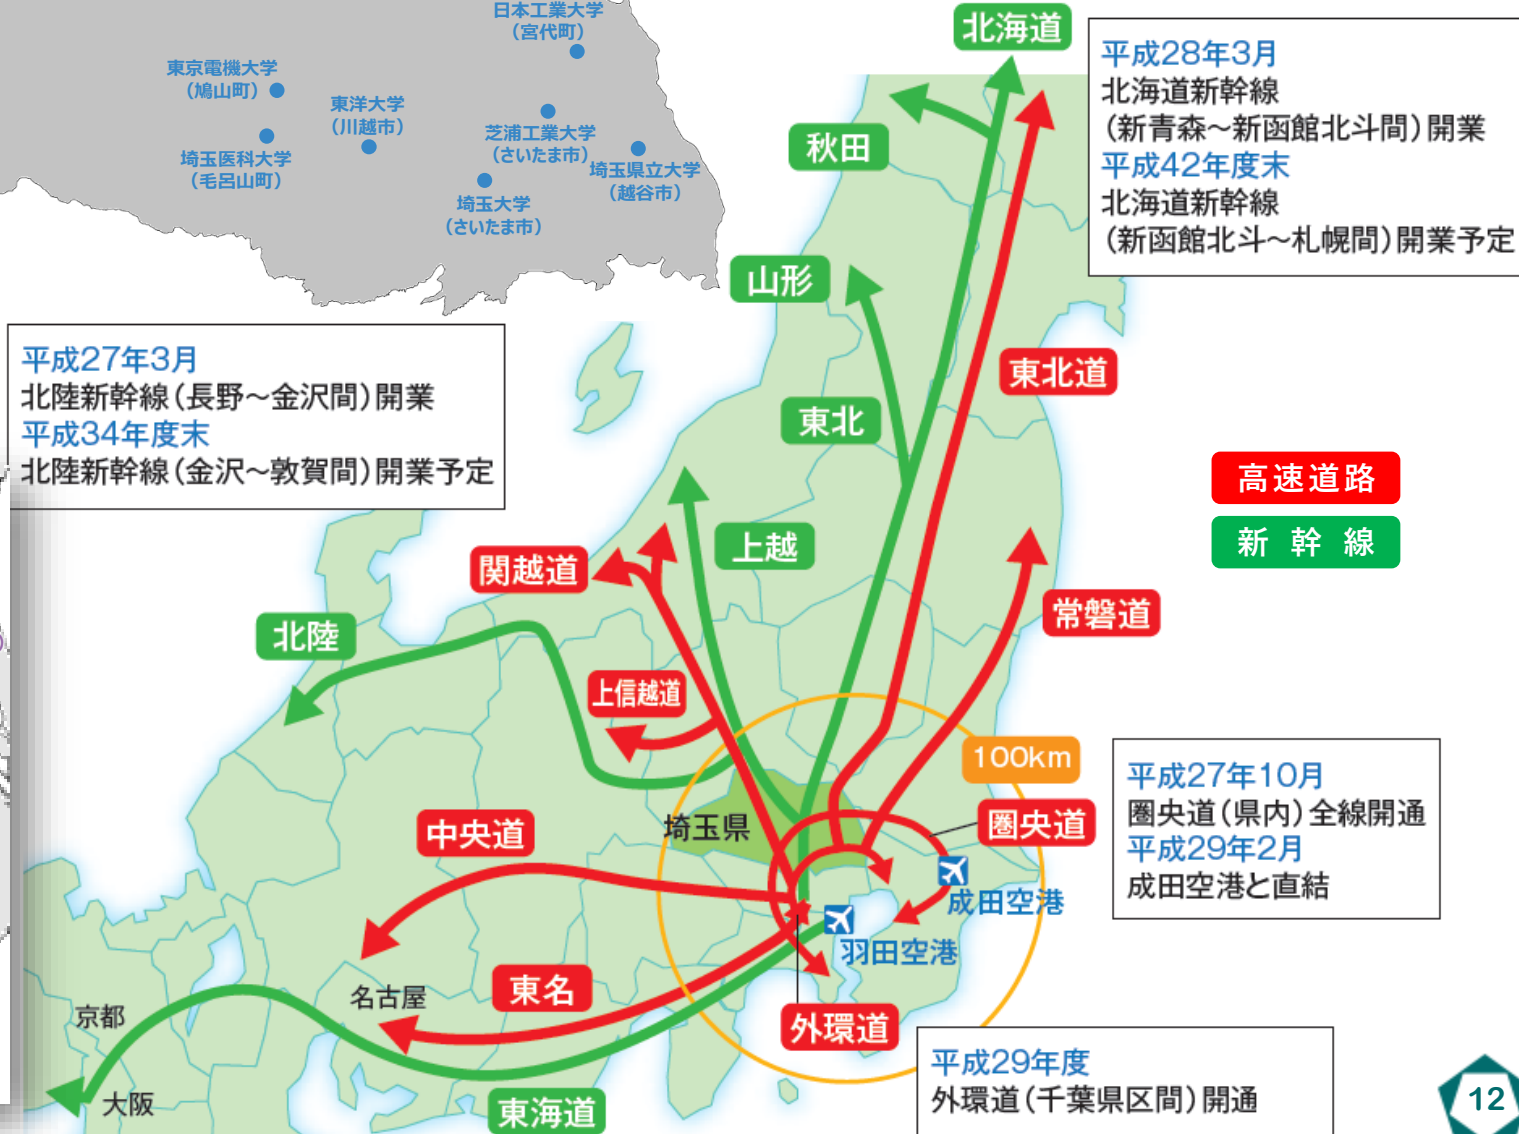 日本工業大学
（宮代町）
東京電機大学
（鳩山町）
東洋大学
（川越市）
芝浦工業大学
（さいたま市）
埼玉医科大学
（毛呂山町）
埼玉県立大学
（越谷市）
埼玉大学
（さいたま市）
北海道
平成28年3月
北海道新幹線
（新青森～新函館北斗間）開業
平成42年度末
北海道新幹線
（新函館北斗～札幌間）開業予定
秋田
山形
平成27年3月
北陸新幹線（長野～金沢間）開業
平成34年度末
北陸新幹線（金沢～敦賀間）開業予定
東北道
東北
高速道路
新幹線
上越
関越道
常磐道
北陸
上信越道
100km
平成27年10月
圏央道（県内）全線開通
平成29年2月
成田空港と直結
埼玉県
圏央道
中央道
成田空港
羽田空港
東名
名古屋
京都
外環道
平成29年度
外環道（千葉県区間）開通
大阪
東海道
12